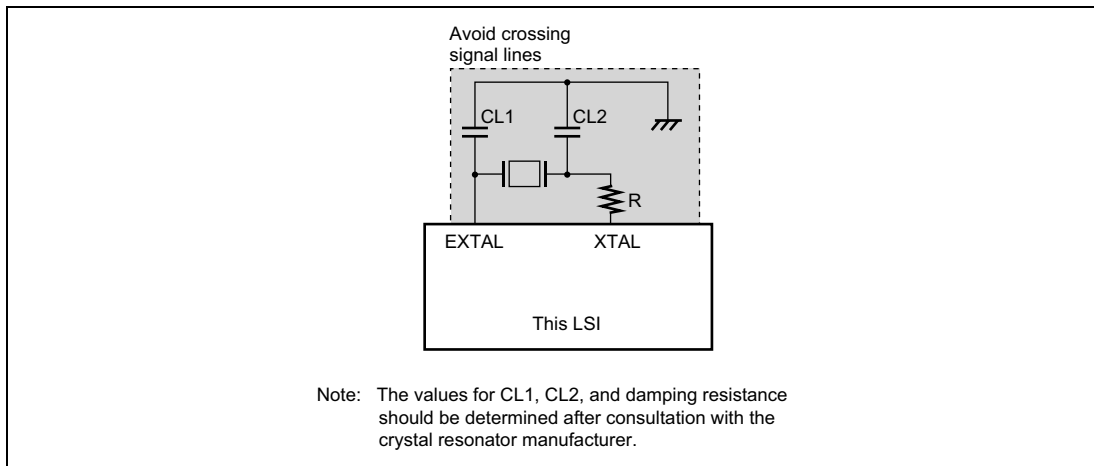 Avoid crossing
signal lines
CL1
CL2
R
EXTAL
XTAL
This LSI
Note: The values for CL1, CL2, and damping resistance
should be determined after consultation with the
crystal resonator manufacturer.